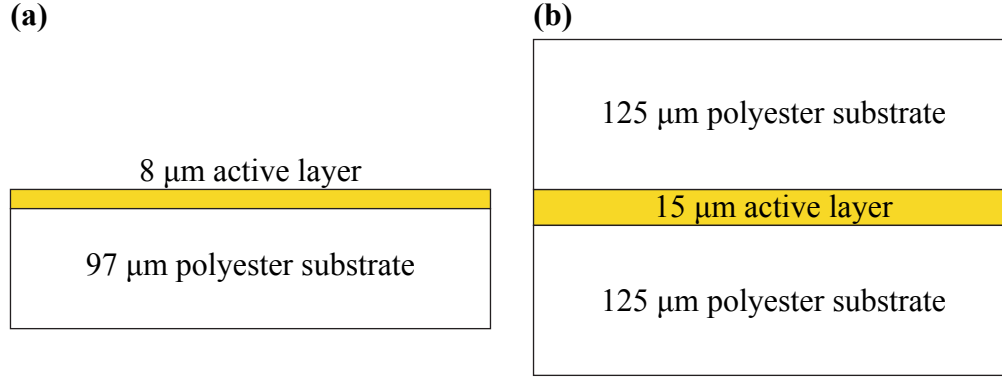 (a)
8 μm active layer
97 μm polyester substrate
(b)
125 μm polyester substrate
15 μm active layer
125 μm polyester substrate